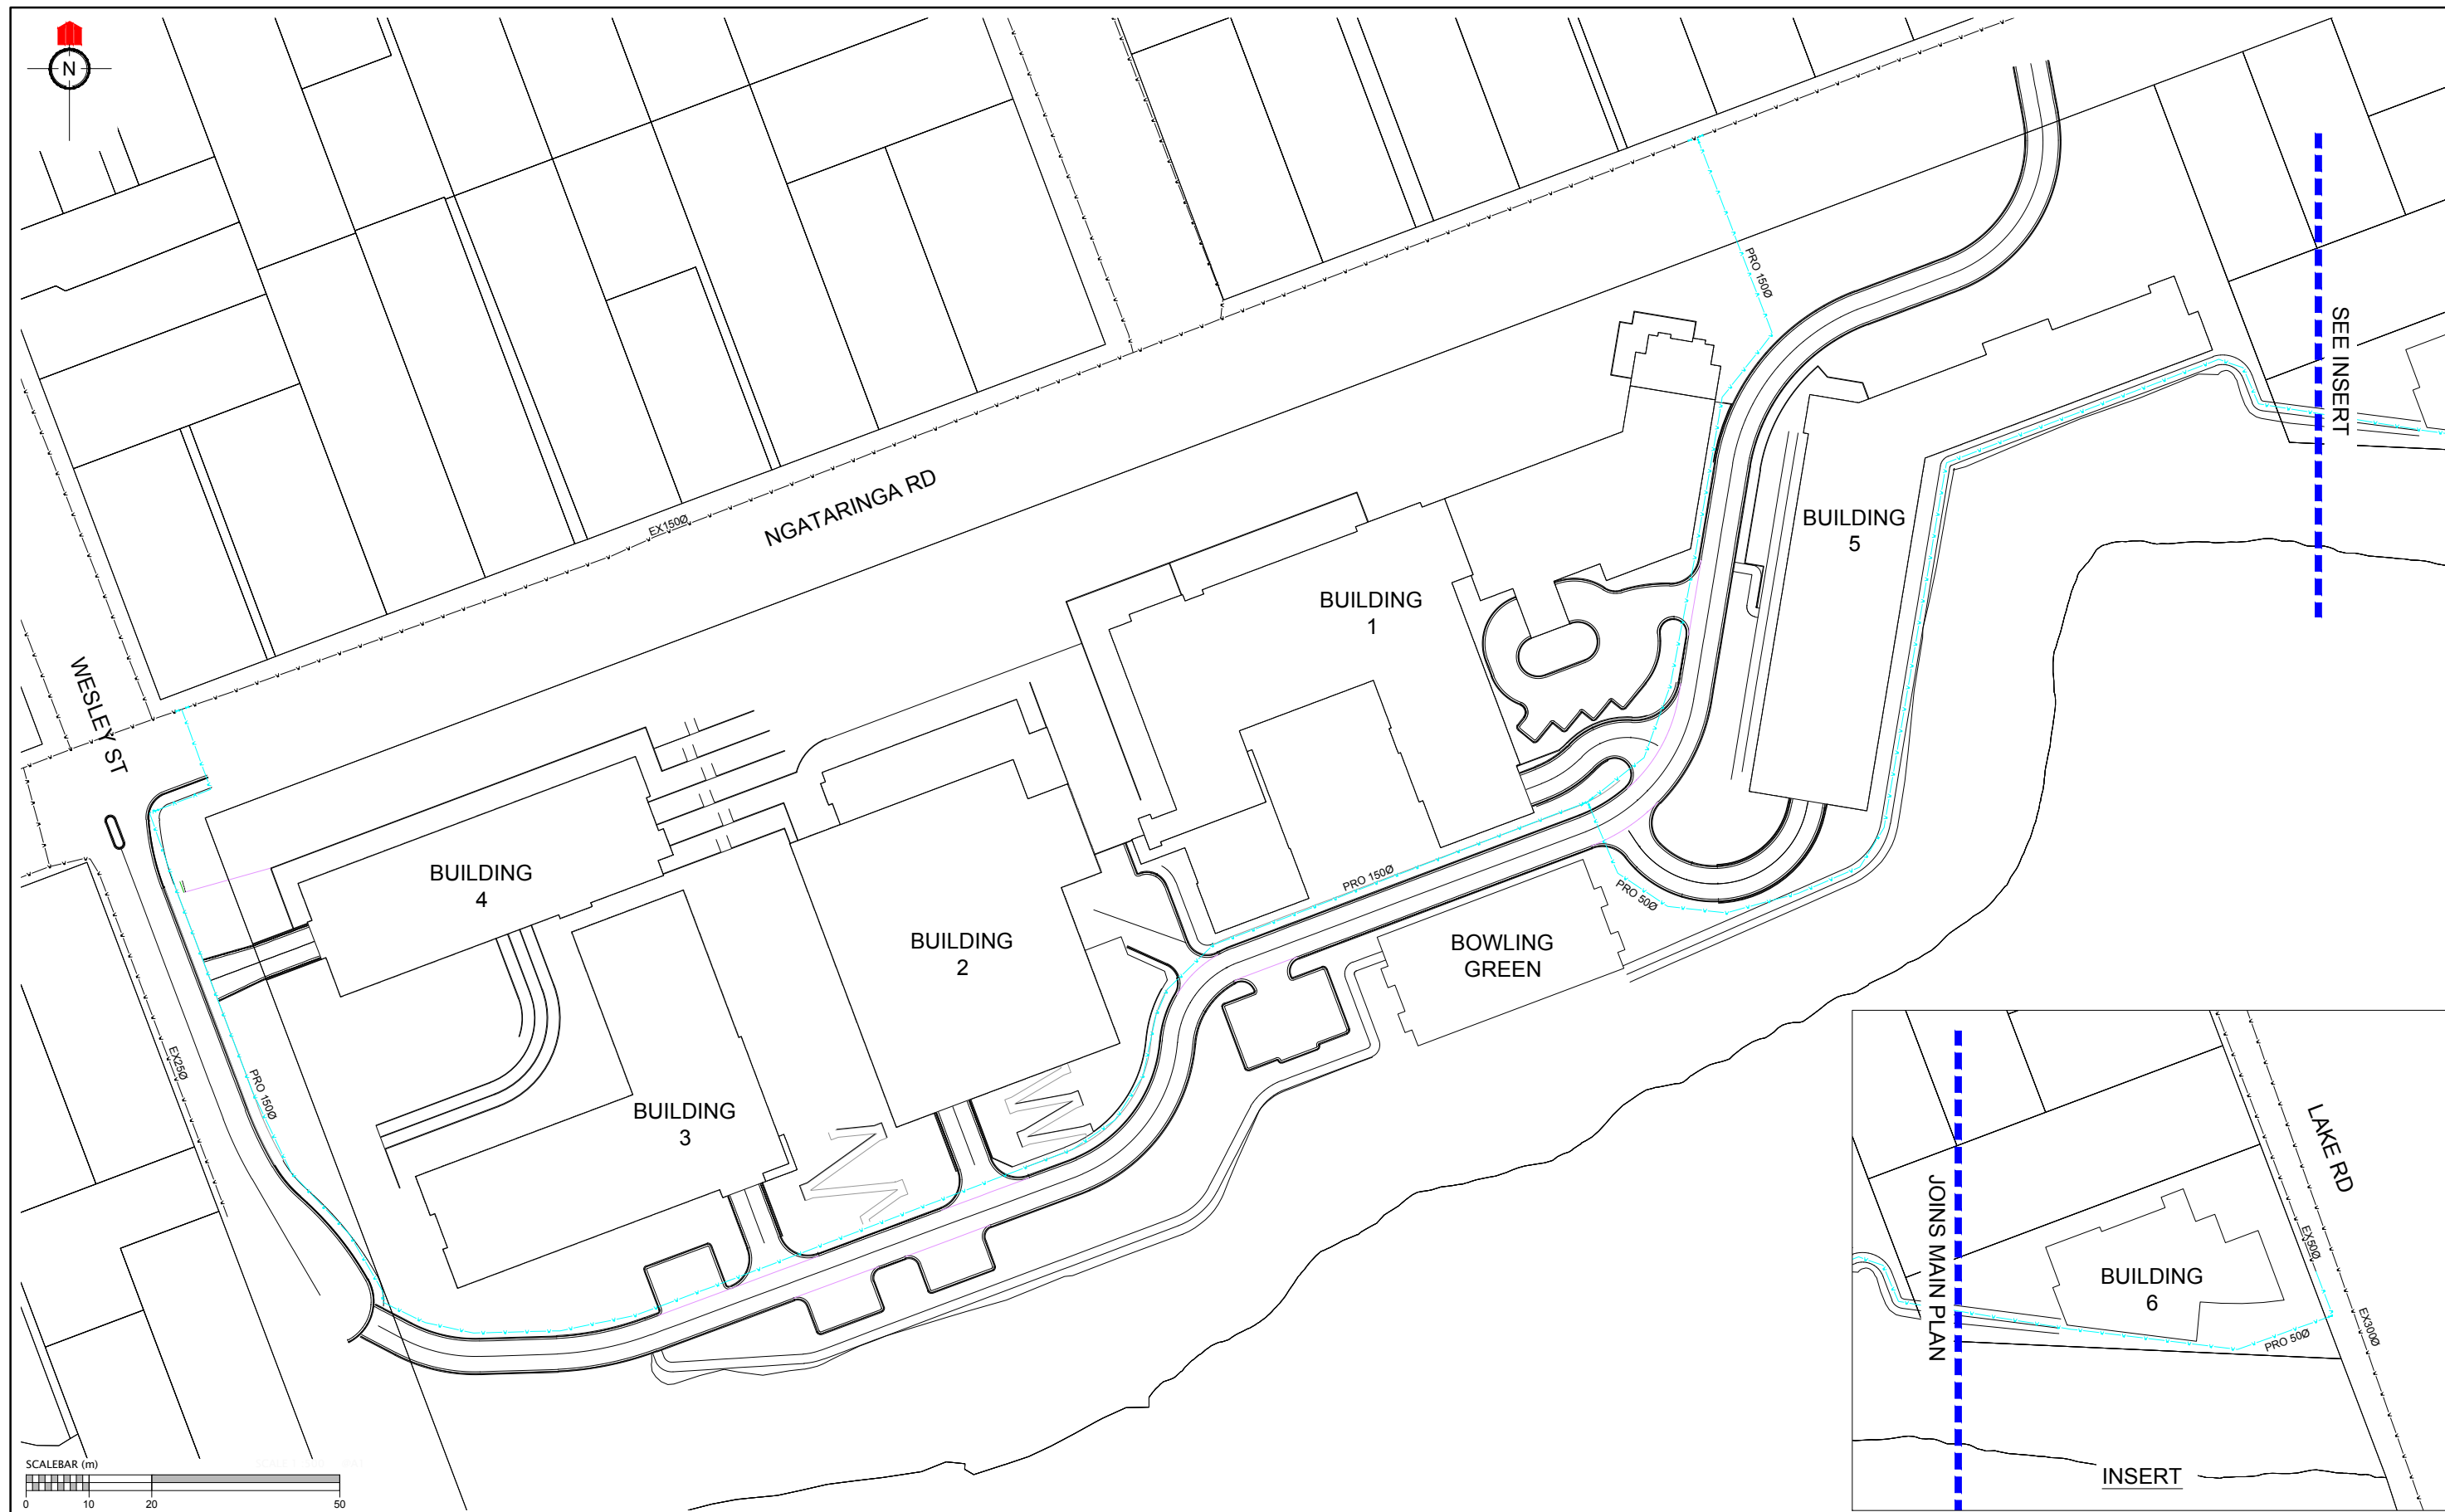 N
PRO 150Ø
SEE INSERT
EX150Ø
NGATARINGA RD
BUILDING
5
BUILDING
1
WESLEY ST
BUILDING
4
PRO 150Ø
PRO 50Ø
BUILDING
2
BOWLING
GREEN
EX250Ø
PRO 150Ø
BUILDING
3
LAKE RD
JOINS MAIN PLAN
EX50Ø
BUILDING
6
EX300Ø
PRO 50Ø
INSERT
SCALEBAR (m)
0 10 20 50